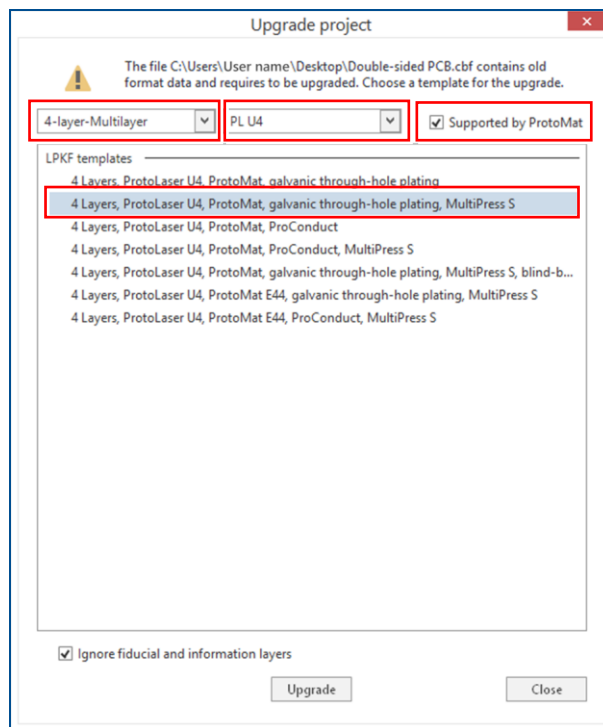 Upgrade project
The file C:\Users\User name\Desktop\Double-sided PCB.cbf contains old
format data and requires to be upgraded. Choose a template for the upgrade.
4-layer-Multilayer
PL U4
Supported by ProtoMat
LPKF templates
4 Layers, ProtoLaser U4, ProtoMat, galvanic through-hole plating
4 Layers, ProtoLaser U4, ProtoMat, galvanic through-hole plating, MultiPress S
4 Layers, ProtoLaser U4, ProtoMat, ProConduct
4 Layers, ProtoLaser U4, ProtoMat, ProConduct, MultiPress S
4 Layers, ProtoLaser U4, ProtoMat, galvanic through-hole plating, MultiPress S, blind-b...
4 Layers, ProtoLaser U4, ProtoMat E44, galvanic through-hole plating, MultiPress S
4 Layers, ProtoLaser U4, ProtoMat E44, ProConduct, MultiPress S
Ignore fiducial and information layers
Upgrade
Close